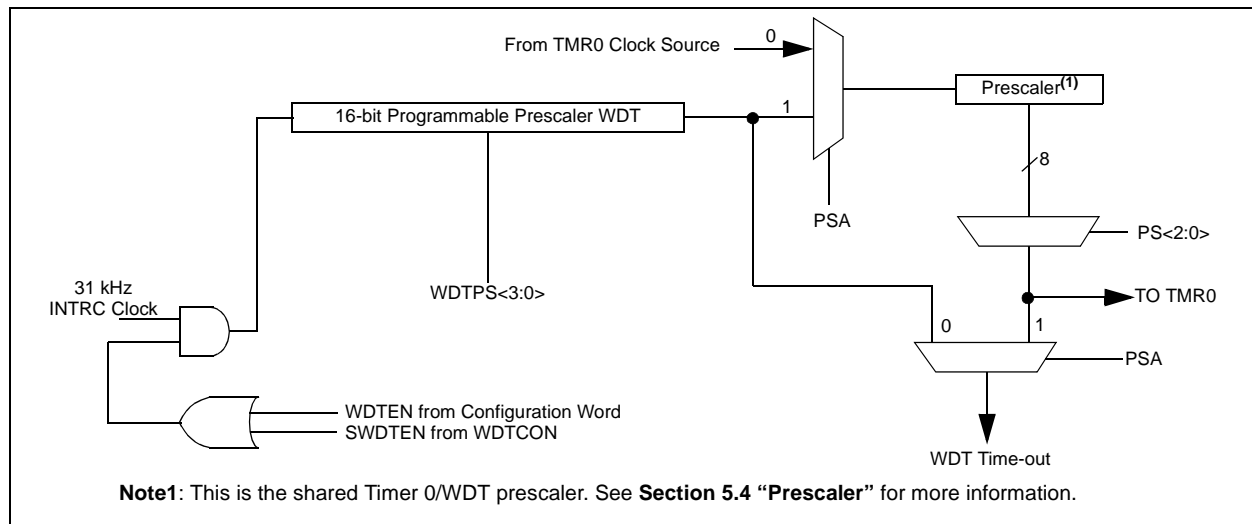 0
From TMR0 Clock Source
Prescaler(1)
16-bit Programmable Prescaler WDT
1
8
PSA
PS<2:0>
31 kHz
INTRC Clock
WDTPS<3:0>
TO TMR0
0
1
PSA
WDTEN from Configuration Word
SWDTEN from WDTCON
WDT Time-out
Note1: This is the shared Timer 0/WDT prescaler. See Section 5.4 “Prescaler” for more information.